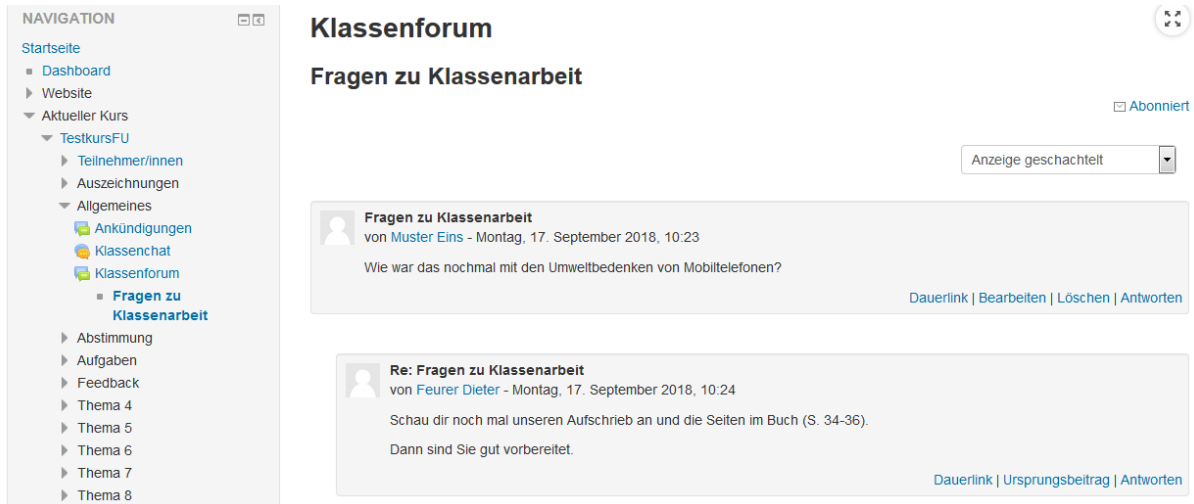 NAVIGATION
Startseite
Dashboard
Website
Aktueller Kurs
TestkursFU
Teilnehmer/innen
Auszeichnungen
Allgemeines
Ankündigungen
Klassenchat
Klassenforum
Fragen zu
Klassenarbeit
Abstimmung
Aufgaben
Feedback
Thema 4
Thema 5
Thema 6
Thema 7
Thema 8
Klassenforum
Fragen zu Klassenarbeit
Abonniert
Anzeige geschachtelt
Fragen zu Klassenarbeit
von Muster Eins - Montag, 17. September 2018, 10:23
Wie war das nochmal mit den Umweltbedenken von Mobiltelefonen?
Dauerlink | Bearbeiten | Löschen | Antworten
Re: Fragen zu Klassenarbeit
von Feurer Dieter - Montag, 17. September 2018, 10:24
Schau dir noch mal unseren Aufschrieb an und die Seiten im Buch (S. 34-36).
Dann sind Sie gut vorbereitet.
Dauerlink | Ursprungsbeitrag | Antworten